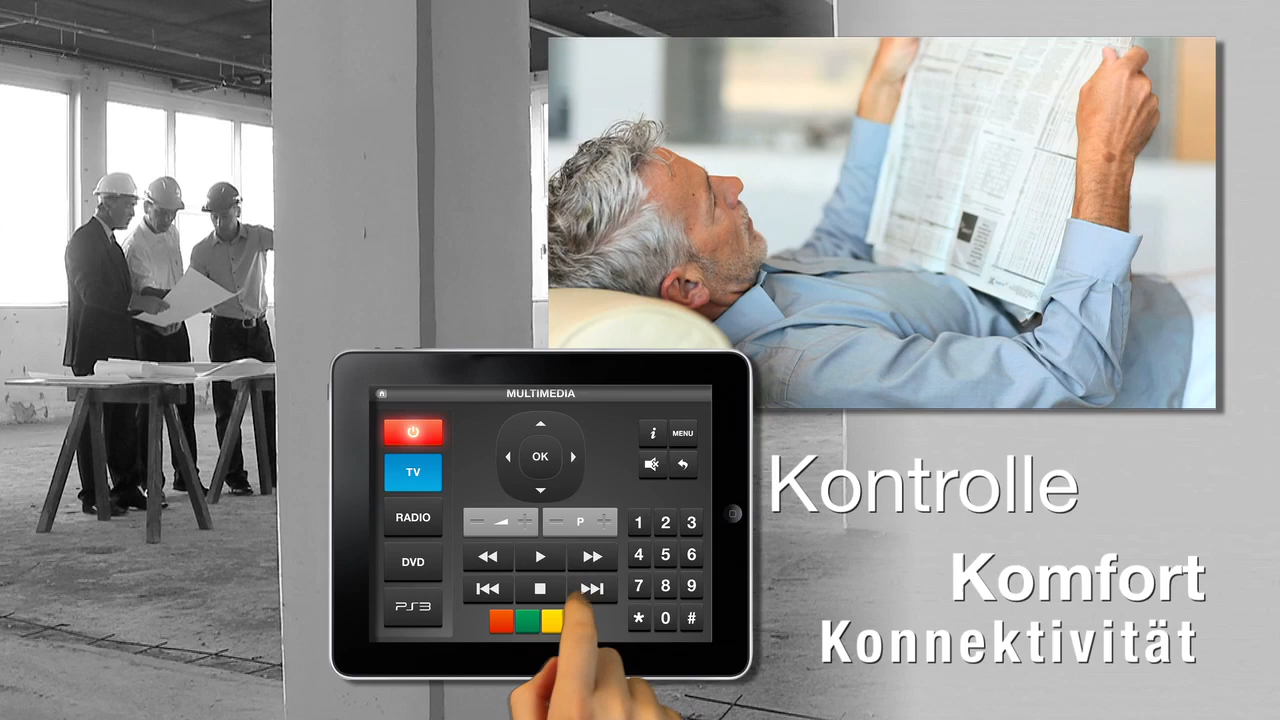 MULTIMEDIA
TV
RADIO
DVD
PS3
OK
i
MENU
P
1 2 3
4 5 6
7 8 9
* 0 #
Kontrolle
Komfort
Konnektivität